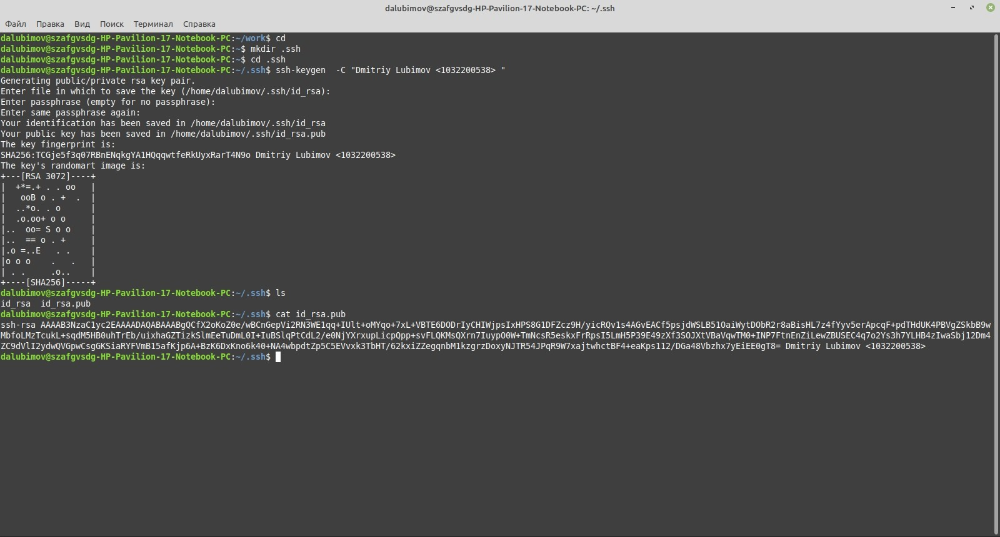 dalubimov@szafgvsdg-HP-Pavilion-17-Notebook-PC: ~/.ssh
Файл Правка Вид Поиск Терминал Справка
dalubimov@szafgvsdg-HP-Pavilion-17-Notebook-PC:~/work$ cd
dalubimov@szafgvsdg-HP-Pavilion-17-Notebook-PC:~$ mkdir .ssh
dalubimov@szafgvsdg-HP-Pavilion-17-Notebook-PC:~$ cd .ssh
dalubimov@szafgvsdg-HP-Pavilion-17-Notebook-PC:~/.ssh$ ssh-keygen  -C "Dmitriy Lubimov <1032200538> "
Generating public/private rsa key pair.
Enter file in which to save the key (/home/dalubimov/.ssh/id_rsa):
Enter passphrase (empty for no passphrase):
Enter same passphrase again:
Your identification has been saved in /home/dalubimov/.ssh/id_rsa
Your public key has been saved in /home/dalubimov/.ssh/id_rsa.pub
The key fingerprint is:
SHA256:TCGje5f3q07RBnENqkgYA1HQqqwtfeRkUyxRarT4N9o Dmitriy Lubimov <1032200538>
The key's randomart image is:
+---[RSA 3072]----+
|  +*=.+ . . oo   |
|   ooB o . +  .  |
|  ..*o. . o      |
|  .o.oo+ o o     |
|..  oo= S o o    |
|..  == o . +     |
|.o =..E   . .    |
|o o o    .   .   |
| . .     .o..    |
+----[SHA256]-----+
dalubimov@szafgvsdg-HP-Pavilion-17-Notebook-PC:~/.ssh$ ls
id_rsa  id_rsa.pub
dalubimov@szafgvsdg-HP-Pavilion-17-Notebook-PC:~/.ssh$ cat id_rsa.pub
ssh-rsa AAAAB3NzaC1yc2EAAAADAQABAAABgQCfX2oKoZ0e/wBCnGepVi2RN3WE1qq+IUlt+oMYqo+7xL+VBTE6DODrIyCHIWjpsIxHPS8G1DFZcz9H/yicRQv1s4AGvEACf5psjdWSLB51OaiWytDObR2r8aBisHL7z4fYyv5erApcqF+pdTHdUK4PBVgZSkbB9w
MbfoLMzTcukL+sqdM5HB0uhTrEb/uixhaGZTizkSlmEeTuDmL0I+IuBSlqPtCdL2/e0NjYXrxupLicpQpp+svFLQKMsQXrn7IuypO0W+TmNcsR5eskxFrRpsI5LmH5P39E49zXf3SOJXtVBaVqwTM0+INP7FtnEnZiLewZBUSEC4q7o2Ys3h7YLHB4zIwaSbj12Dm4
ZC9dVlI2ydwQVGpwCsgGKSiaRYFVmB15afKjp6A+BzK6DxKno6k40+NA4wbpdtZp5C5EVvxk3TbHT/62kxiZZegqnbM1kzgrzDoxyNJTR54JPqR9W7xajtwhctBF4+eaKps112/DGa48Vbzhx7yEiEE0gT8= Dmitriy Lubimov <1032200538>
dalubimov@szafgvsdg-HP-Pavilion-17-Notebook-PC:~/.ssh$